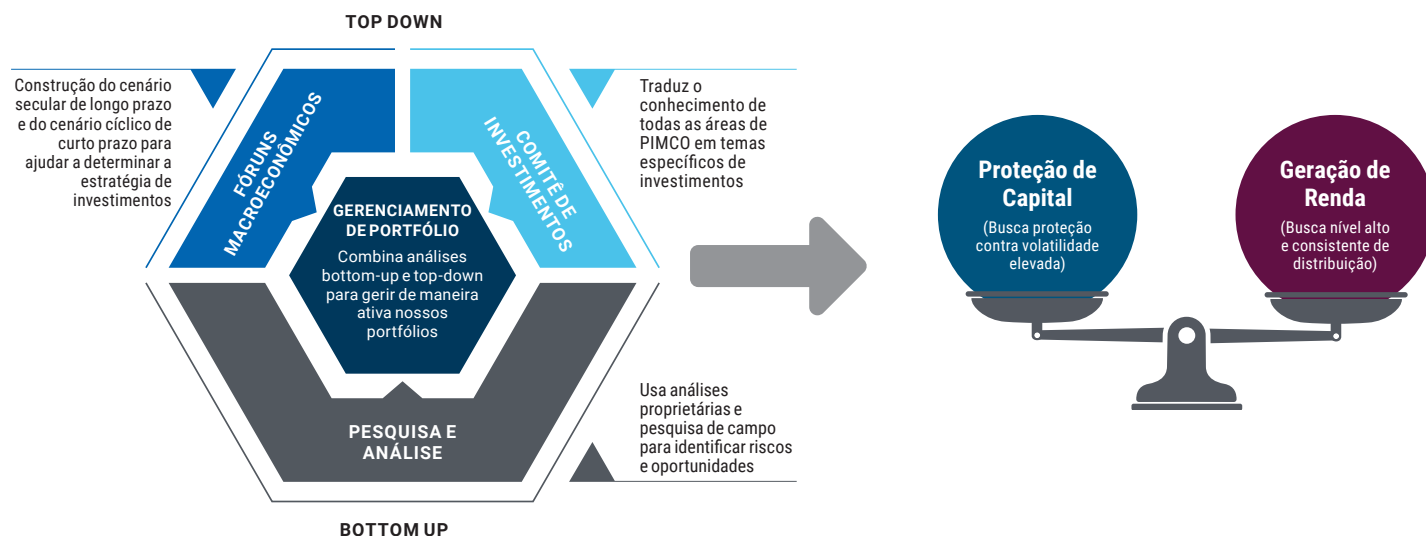 TOP DOWN
Construção do cenário
secular de longo prazo
e do cenário cíclico de
curto prazo para
ajudar a determinar a
estratégia de
investimentos
FÓRUNS
MACROECONÔMICOS
COMITÊ DE
INVESTIMENTOS
Traduz o
conhecimento de
todas as áreas de
PIMCO em temas
específicos de
investimentos
GERENCIAMENTO
DE PORTFÓLIO
Combina análises
bottom-up e top-down
para gerir de maneira
ativa nossos
portfólios
PESQUISA E
ANÁLISE
Usa análises
proprietárias e
pesquisa de campo
para identificar riscos
e oportunidades
BOTTOM UP
Proteção de
Capital
(Busca proteção
contra volatilidade
elevada)
Geração de
Renda
(Busca nível alto
e consistente de
distribuição)